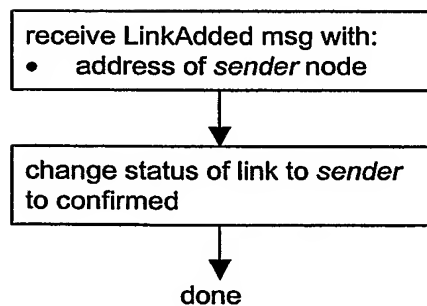 receive LinkAdded msg with:
• address of sender node
change status of link to sender
to confirmed
done